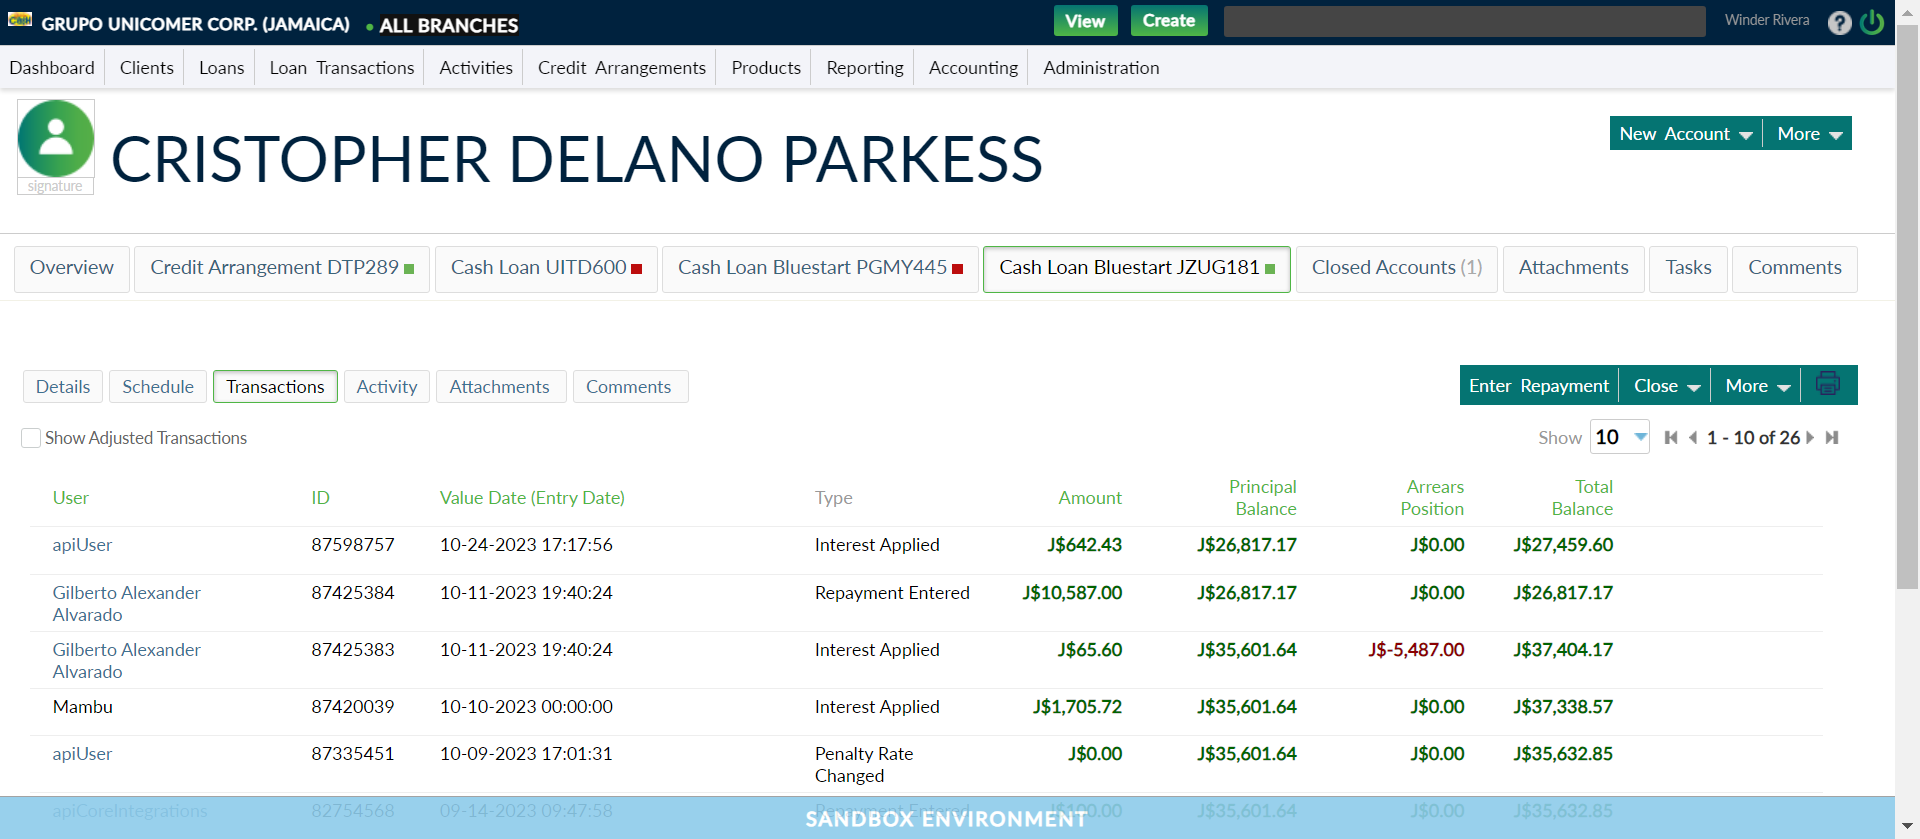 Cash GRUPO UNICOMER CORP. (JAMAICA) • ALL BRANCHES View Create Winder Rivera ?
Dashboard Clients Loans Loan Transactions Activities Credit Arrangements Products Reporting Accounting Administration
CRISTOPHER DELANO PARKESS
signature
New Account More
Overview Credit Arrangement DTP289 Cash Loan UITD600 Cash Loan Bluestart PGMY445 Cash Loan Bluestart JZUG181 Closed Accounts (1) Attachments Tasks Comments
Details Schedule Transactions Activity Attachments Comments Enter Repayment Close More
Show Adjusted Transactions Show 10 1 - 10 of 26
User ID Value Date (Entry Date) Type Amount Principal Balance Arrears Position Total Balance
apiUser 87598757 10-24-2023 17:17:56 Interest Applied J$642.43 J$26,817.17 J$0.00 J$27,459.60
Gilberto Alexander Alvarado 87425384 10-11-2023 19:40:24 Repayment Entered J$10,587.00 J$26,817.17 J$0.00 J$26,817.17
Gilberto Alexander Alvarado 87425383 10-11-2023 19:40:24 Interest Applied J$65.60 J$35,601.64 J$-5,487.00 J$37,404.17
Mambu 87420039 10-10-2023 00:00:00 Interest Applied J$1,705.72 J$35,601.64 J$0.00 J$37,338.57
apiUser 87335451 10-09-2023 17:01:31 Penalty Rate Changed J$0.00 J$35,601.64 J$0.00 J$35,632.85
apiCoreIntegrations 82754568 09-14-2023 09:47:58 Repayment Entered J$100.00 J$35,601.64 J$0.00 J$35,632.85
SANDBOX ENVIRONMENT